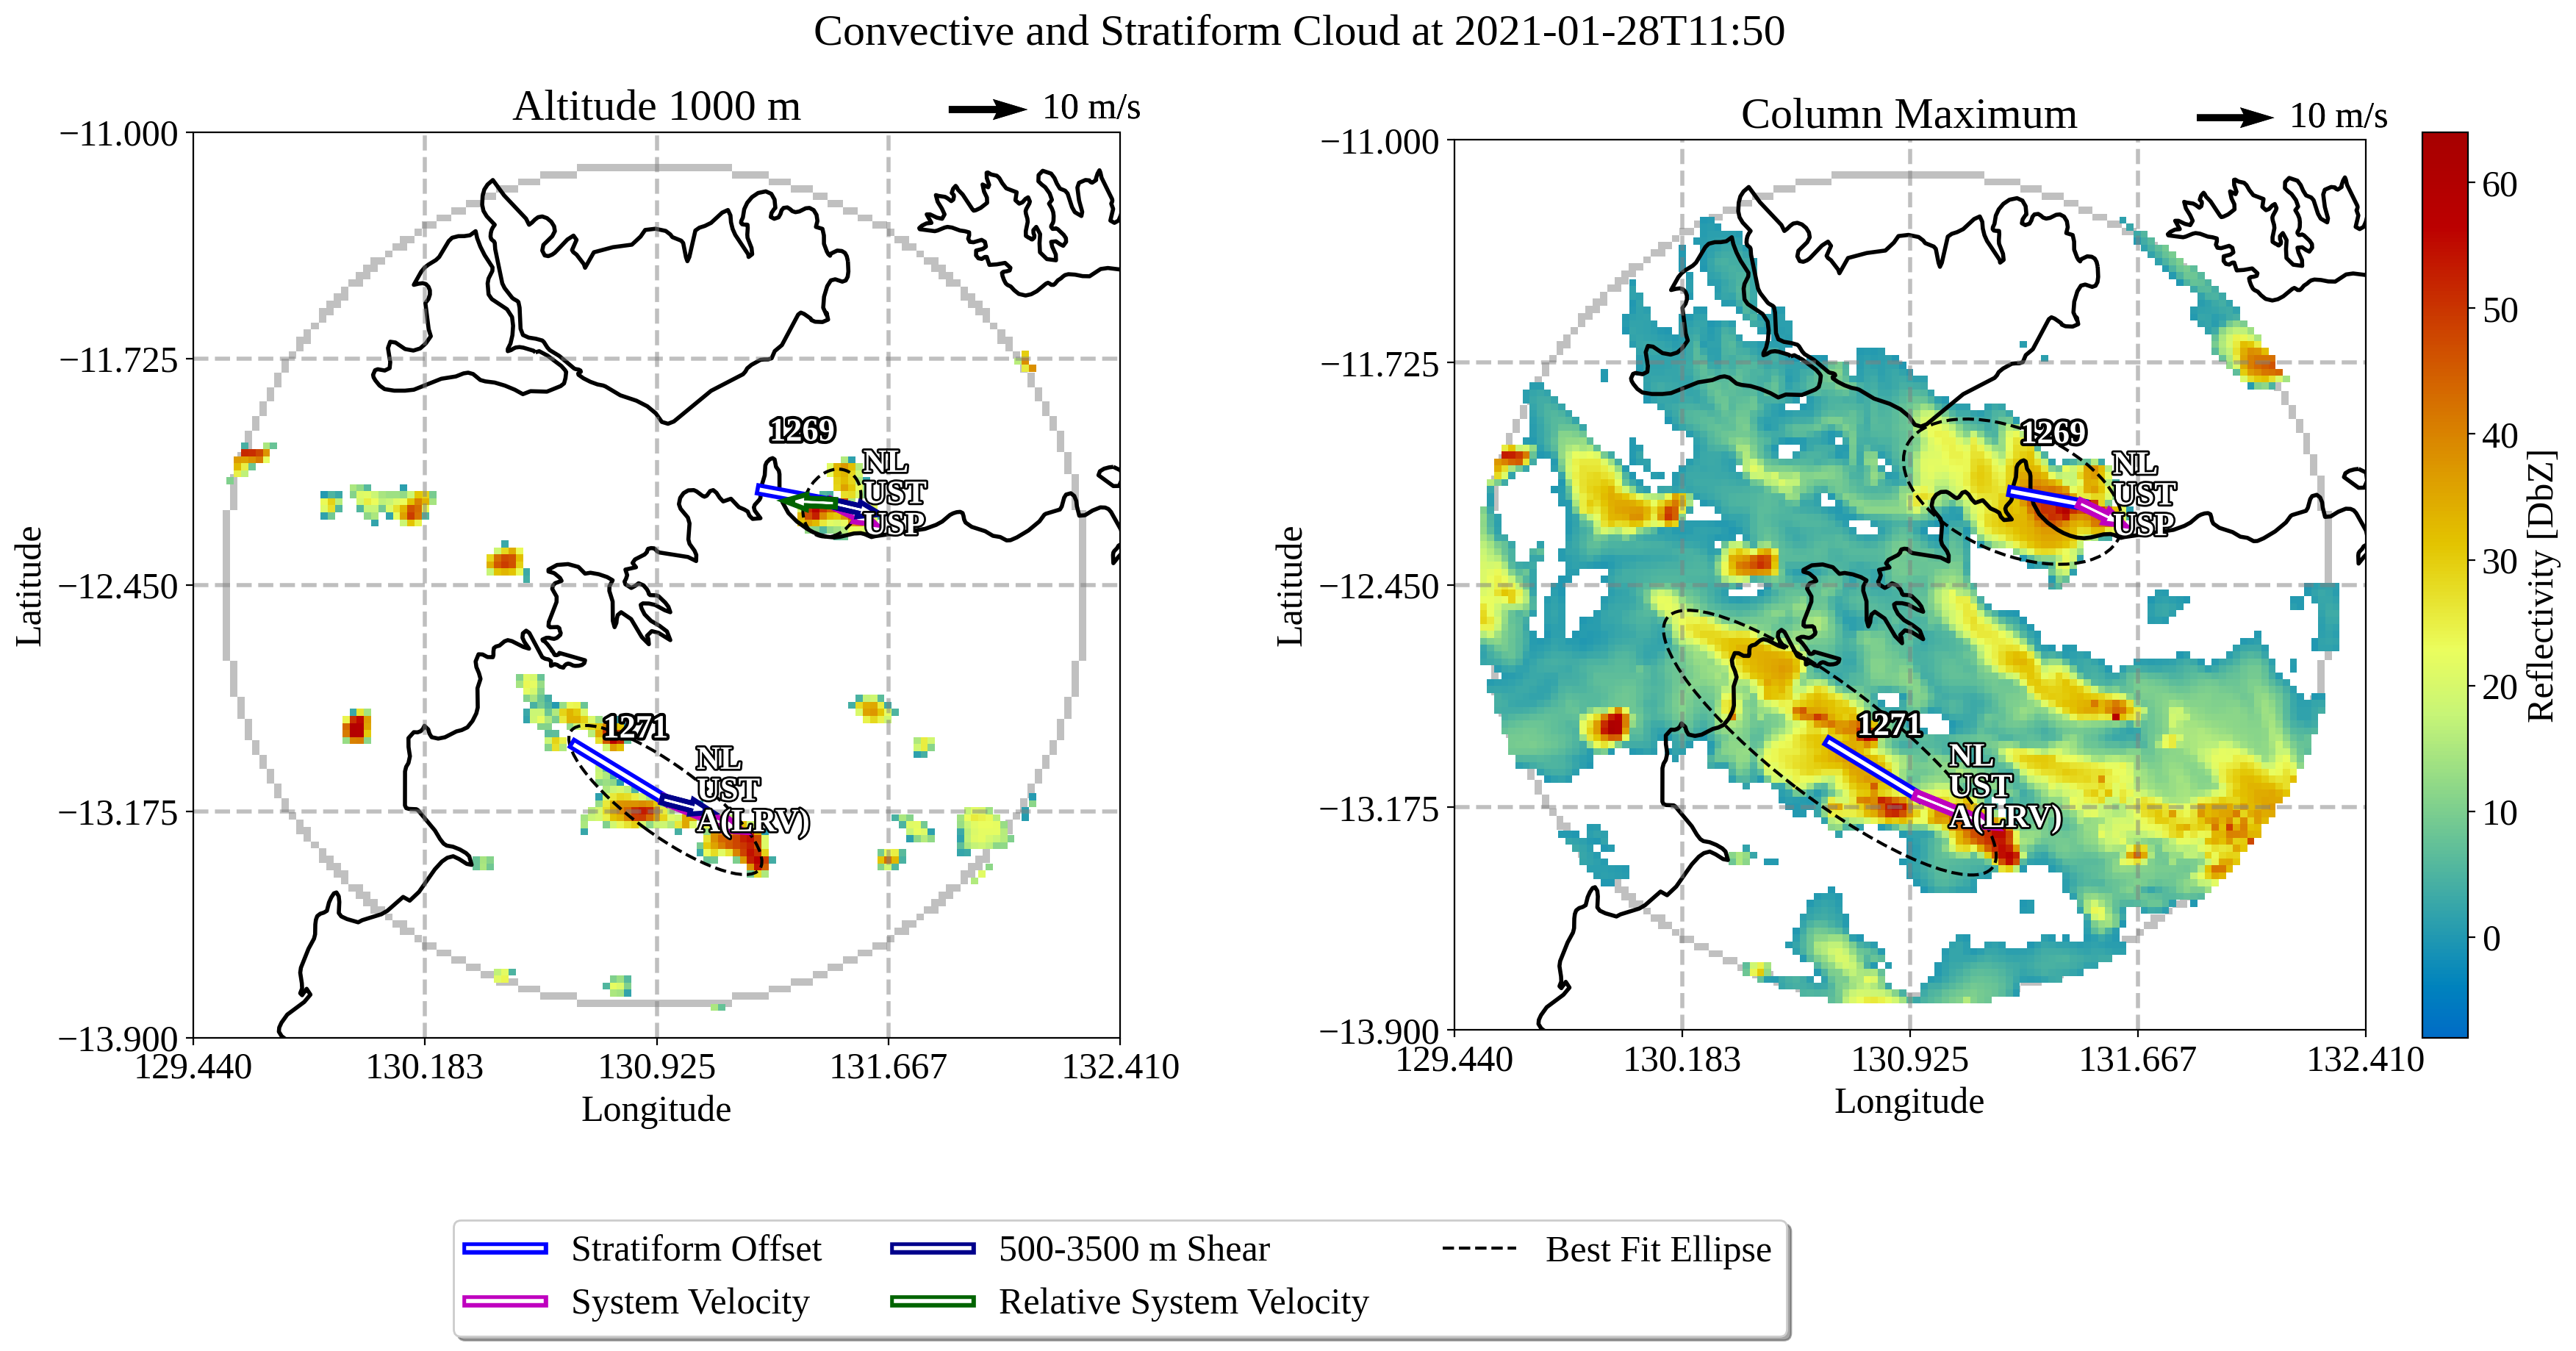 Convective and Stratiform Cloud at 2021-01-28T11:50
Altitude 1000 m
10 m/s
Column Maximum
10 m/s
−11.000
−11.725
−12.450
−13.175
−13.900
129.440
130.183
130.925
131.667
132.410
Latitude
Longitude
1269
NL
UST
USP
1271
NL
UST
A(LRV)
−11.000
−11.725
−12.450
−13.175
−13.900
129.440
130.183
130.925
131.667
132.410
Latitude
Longitude
1269
NL
UST
USP
1271
NL
UST
A(LRV)
60
50
40
30
20
10
0
Reflectivity [DbZ]
Stratiform Offset
System Velocity
500-3500 m Shear
Relative System Velocity
Best Fit Ellipse